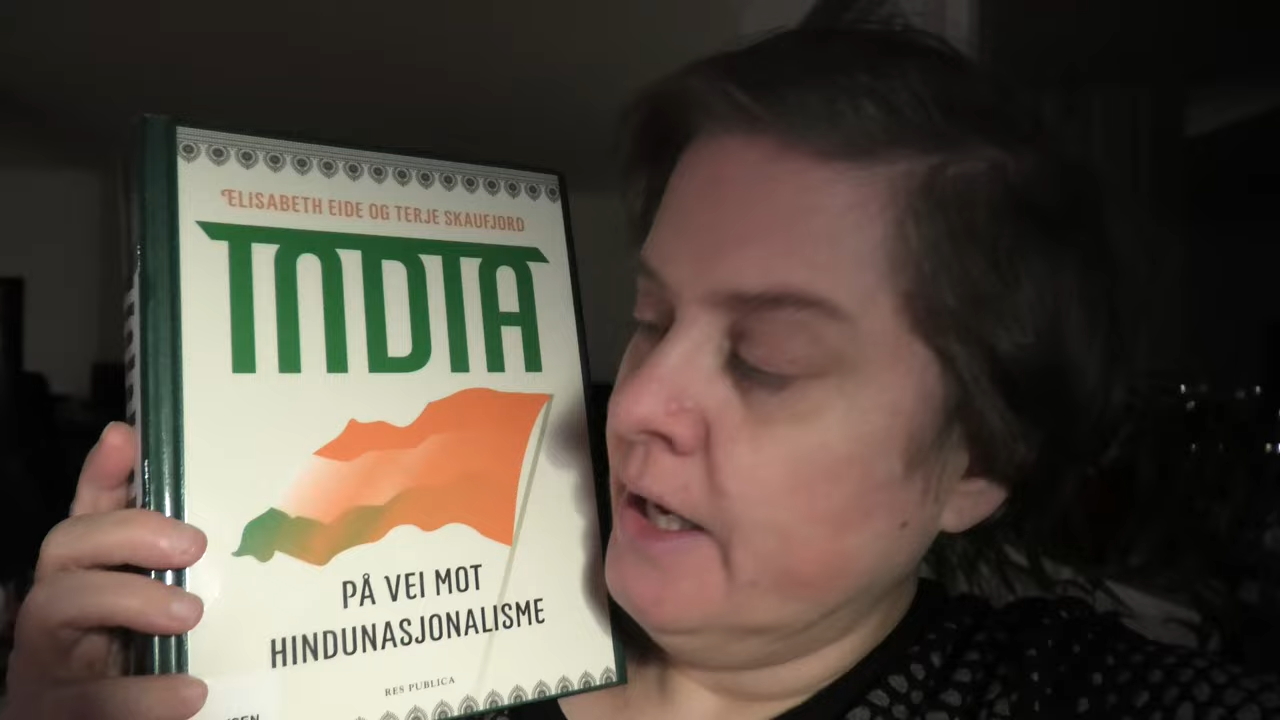 ELISABETH EIDE OG TERJE SKAUFJORD
INDIA
PÅ VEI MOT
HINDUNASJONALISME
RES PUBLICA